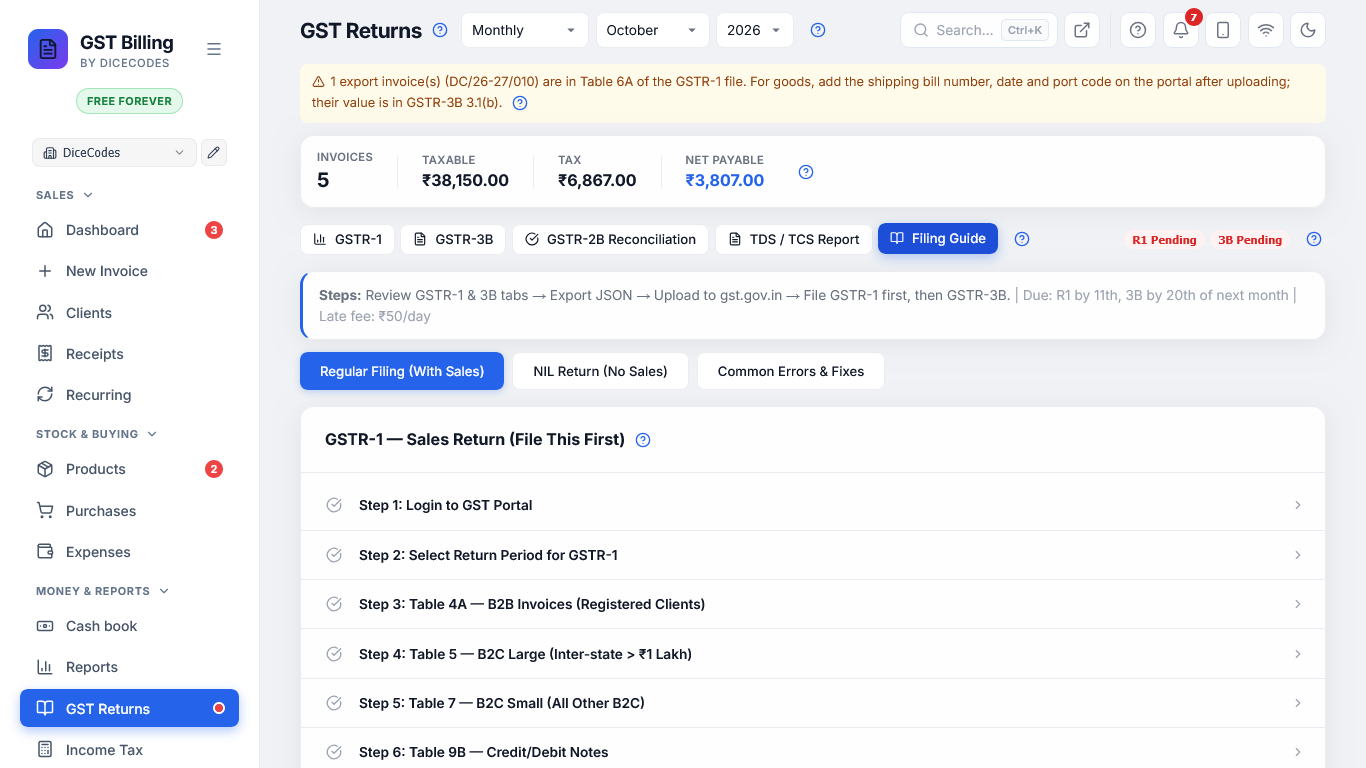 GST Billing
BY DICECODES
FREE FOREVER
DiceCodes
SALES
Dashboard 3
New Invoice
Clients
Receipts
Recurring
STOCK & BUYING
Products 2
Purchases
Expenses
MONEY & REPORTS
Cash book
Reports
GST Returns
Income Tax
GST Returns Monthly October 2026 Search... Ctrl+K 7
1 export invoice(s) (DC/26-27/010) are in Table 6A of the GSTR-1 file. For goods, add the shipping bill number, date and port code on the portal after uploading;
their value is in GSTR-3B 3.1(b).
INVOICES TAXABLE TAX NET PAYABLE
5 ₹38,150.00 ₹6,867.00 ₹3,807.00
GSTR-1 GSTR-3B GSTR-2B Reconciliation TDS / TCS Report Filing Guide R1 Pending 3B Pending
Steps: Review GSTR-1 & 3B tabs → Export JSON → Upload to gst.gov.in → File GSTR-1 first, then GSTR-3B. | Due: R1 by 11th, 3B by 20th of next month |
Late fee: ₹50/day
Regular Filing (With Sales) NIL Return (No Sales) Common Errors & Fixes
GSTR-1 — Sales Return (File This First)
Step 1: Login to GST Portal
Step 2: Select Return Period for GSTR-1
Step 3: Table 4A — B2B Invoices (Registered Clients)
Step 4: Table 5 — B2C Large (Inter-state > ₹1 Lakh)
Step 5: Table 7 — B2C Small (All Other B2C)
Step 6: Table 9B — Credit/Debit Notes